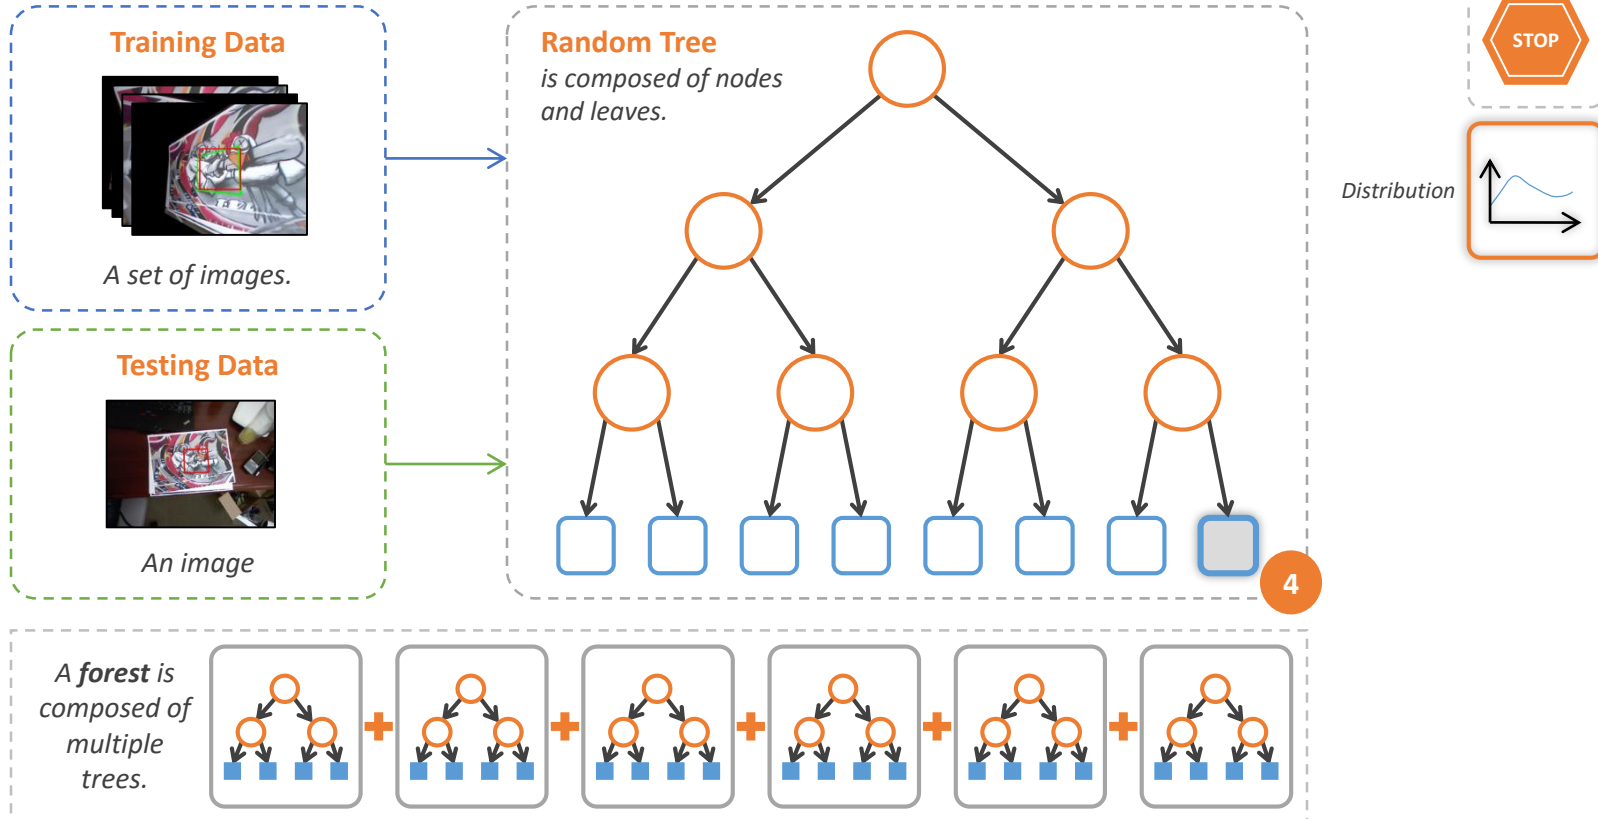 Training Data
A set of images.
Testing Data
An image
Random Tree
is composed of nodes
and leaves.
4
STOP
Distribution
A forest is
composed of
multiple
trees.